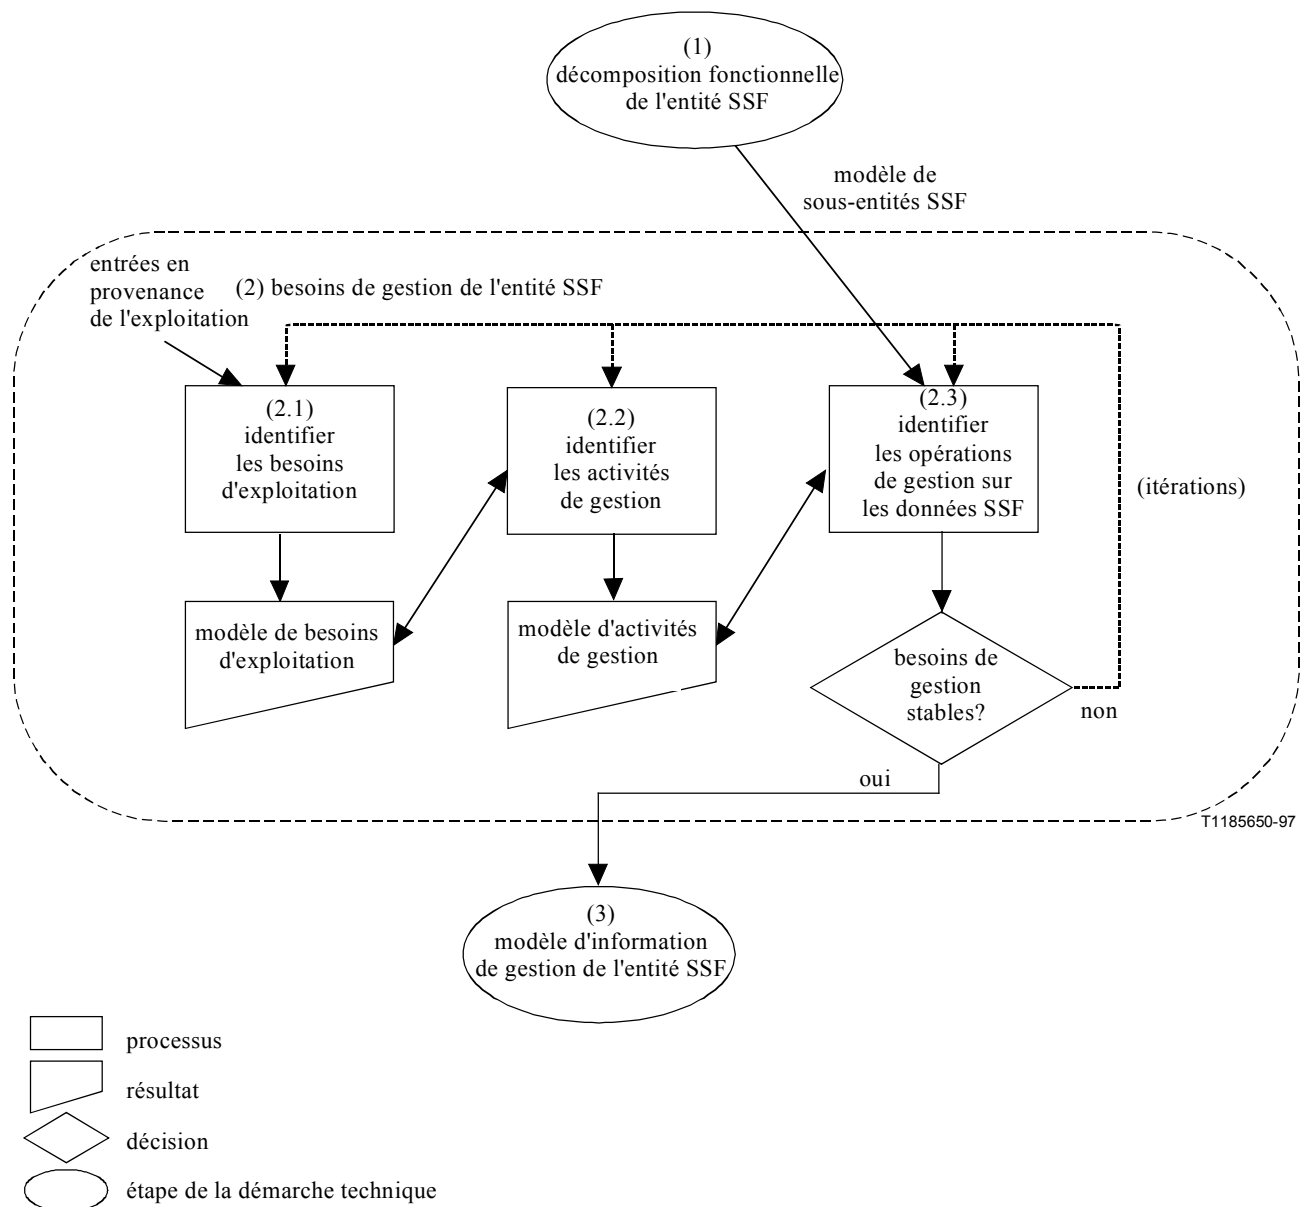 (1)
décomposition fonctionnelle
de l'entité SSF
modèle de
sous-entités SSF
entrées en
provenance
de l'exploitation
(2) besoins de gestion de l'entité SSF
(2.1)
identifier
les besoins
d'exploitation
(2.2)
identifier
les activités
de gestion
(2.3)
identifier
les opérations
de gestion sur
les données SSF
(itérations)
modèle de besoins
d'exploitation
modèle d'activités
de gestion
besoins de
gestion
stables?
non
oui
T1185650-97
(3)
modèle d'information
de gestion de l'entité SSF
processus
résultat
décision
étape de la démarche technique